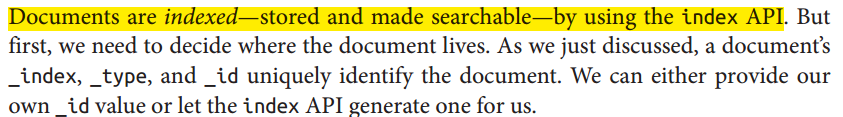 Documents are indexed—stored and made searchable—by using the index API. But
first, we need to decide where the document lives. As we just discussed, a document’s
_index, _type, and _id uniquely identify the document. We can either provide our
own _id value or let the index API generate one for us.